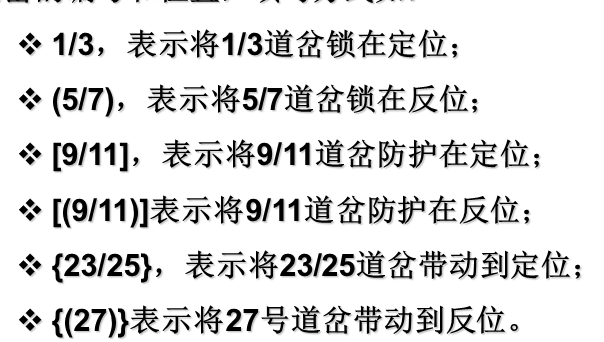 ❖ 1/3，表示将1/3道岔锁在定位；
❖ (5/7)，表示将5/7道岔锁在反位；
❖ [9/11]，表示将9/11道岔防护在定位；
❖ [(9/11)]表示将9/11道岔防护在反位；
❖ {23/25}，表示将23/25道岔带动到定位；
❖ {(27)}表示将27号道岔带动到反位。